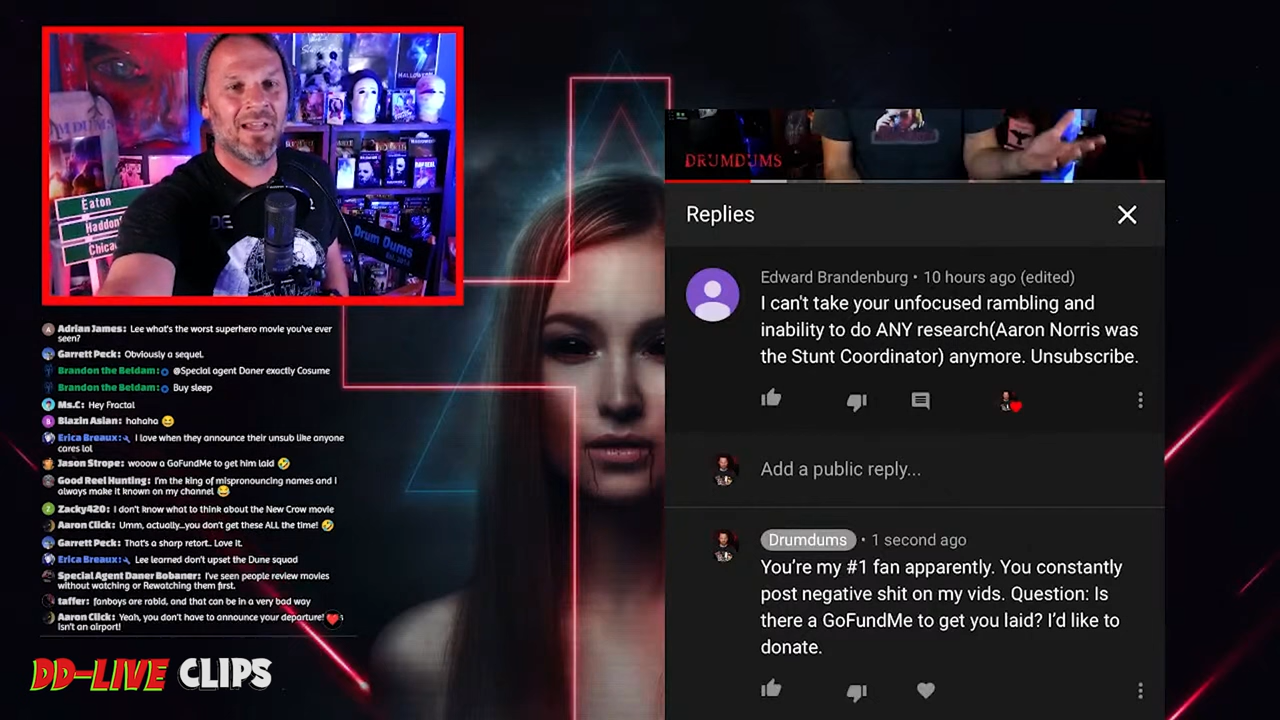 HALLOWEEN
Eaton
Haddon
Chica
Drum Dums
DRUMDUMS
Replies
Edward Brandenburg • 10 hours ago (edited)
I can't take your unfocused rambling and
inability to do ANY research(Aaron Norris was
the Stunt Coordinator) anymore. Unsubscribe.
Add a public reply...
Drumdums • 1 second ago
You're my #1 fan apparently. You constantly
post negative shit on my vids. Question: Is
there a GoFundMe to get you laid? I'd like to
donate.
Adrian James: Lee what's the worst superhero movie you've ever
seen?
Garrett Peck: Obviously a sequel.
Brandon the Beldam: @Special agent Daner exactly Cosume
Brandon the Beldam: Buy sleep
Ms.C: Hey Fractal
Blazin Asian: hahaha 😆
Erica Breaux: I love when they announce their unsub like anyone
cares lol
Jason Strope: wooow a GoFundMe to get him laid 🤣
Good Reel Hunting: I'm the king of mispronouncing names and I
always make it known on my channel 😂
Zacky420: I don't know what to think about the New Crow movie
Aaron Click: Umm, actually...you don't get these ALL the time! 🤣
Garrett Peck: That's a sharp retort.. Love it.
Erica Breaux: Lee learned don't upset the Dune squad
Special Agent Daner Bobaner: I've seen people review movies
without watching or Rewatching them first.
taffer: fanboys are rabid, and that can be in a very bad way
Aaron Click: Yeah, you don't have to announce your departure!
Isn't an airport!
DD-LIVE CLIPS